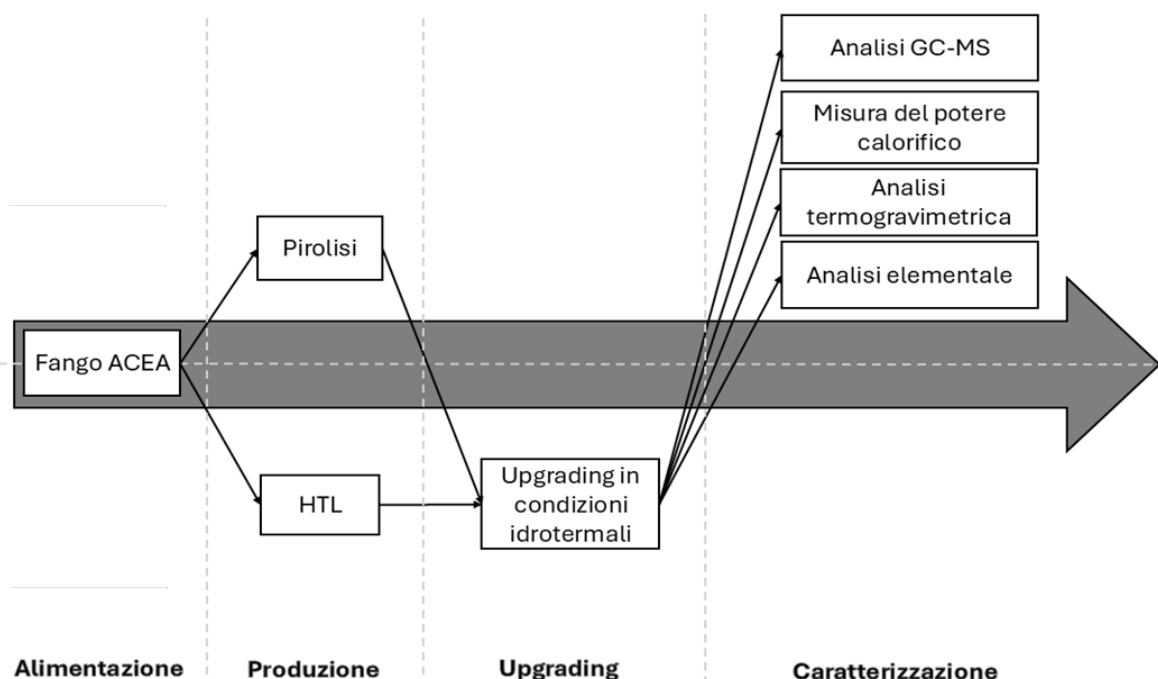 Analisi GC-MS
Misura del potere
calorifico
Analisi
termogravimetrica
Analisi elementale
Pirolisi
Fango ACEA
HTL
Upgrading in
condizioni
idrotermali
Alimentazione
Produzione
Upgrading
Caratterizzazione